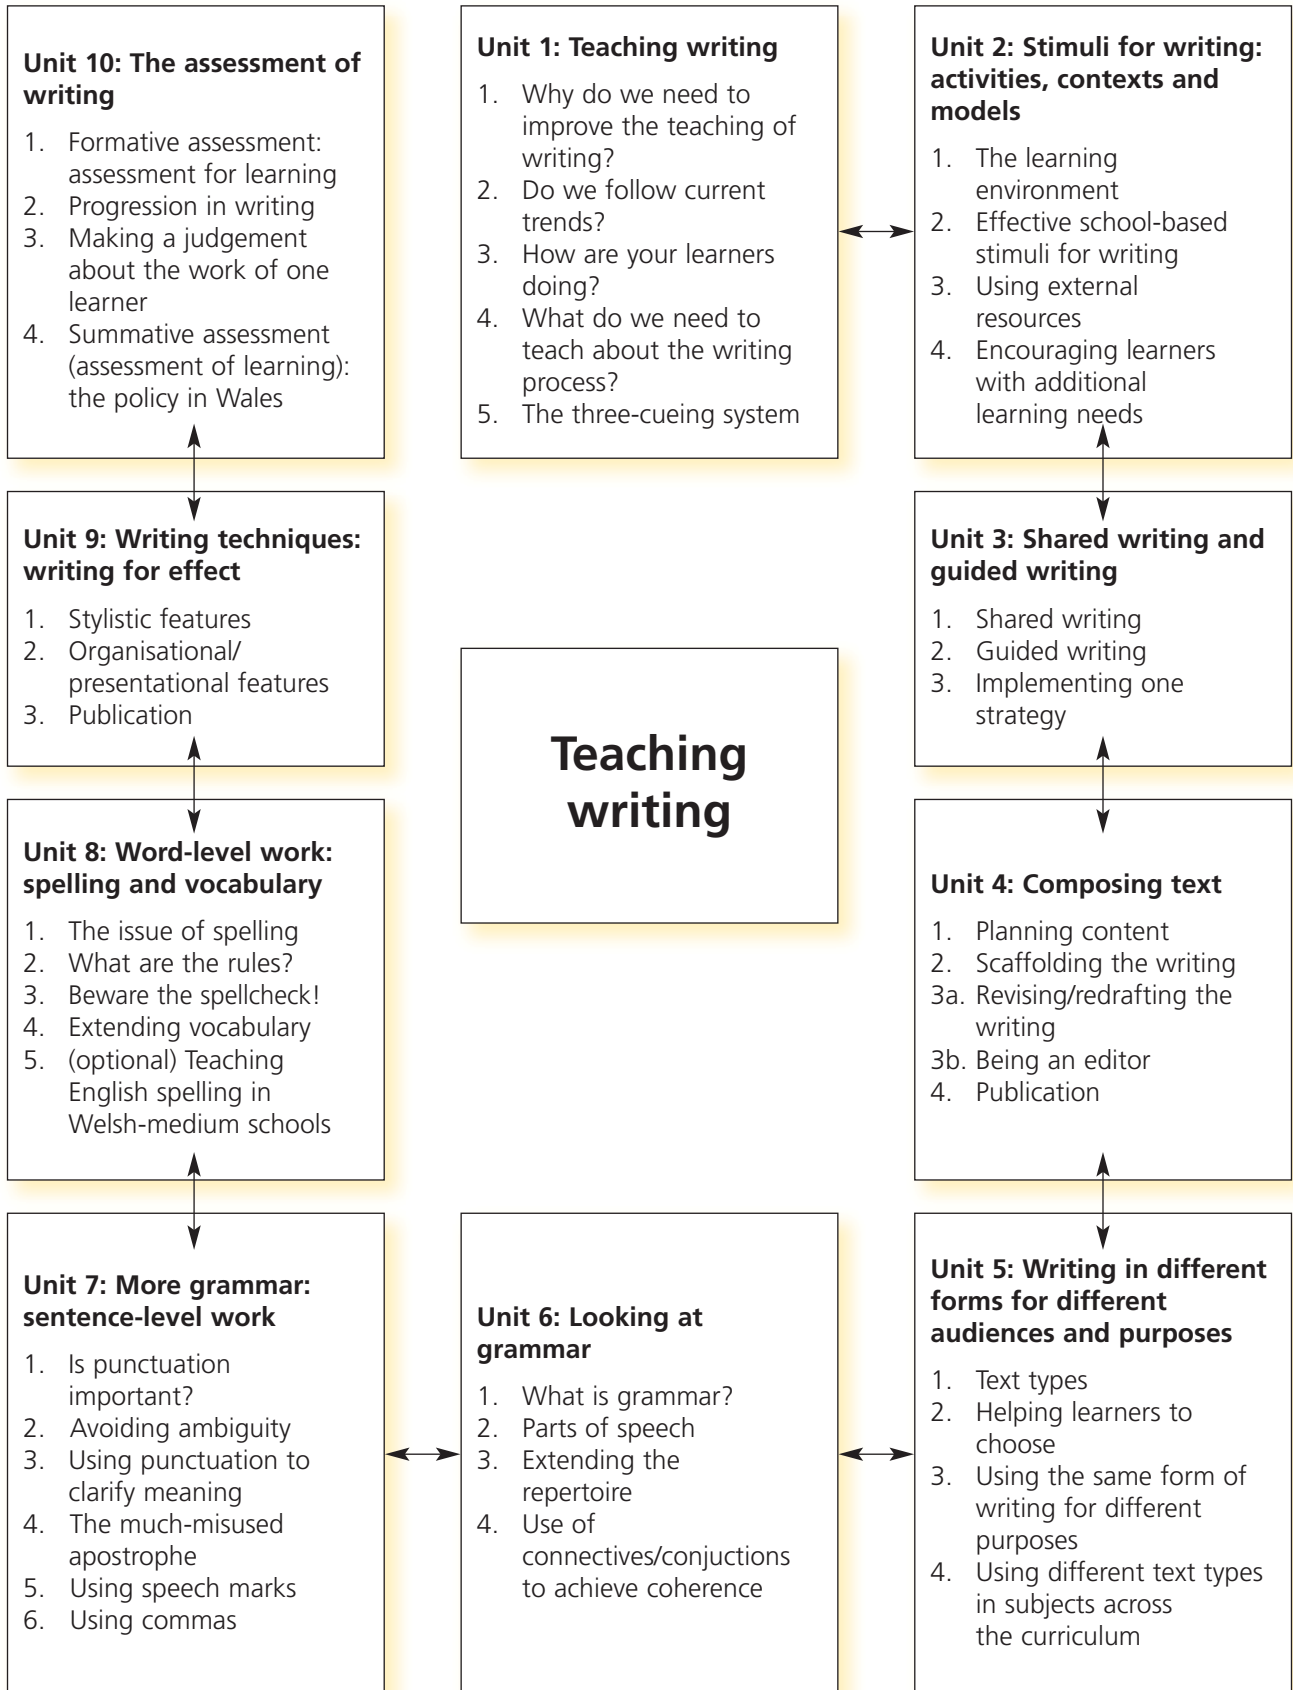 Unit 10: The assessment of
writing
1. Formative assessment:
assessment for learning
2. Progression in writing
3. Making a judgement
about the work of one
learner
4. Summative assessment
(assessment of learning):
the policy in Wales
Unit 1: Teaching writing
1. Why do we need to
improve the teaching of
writing?
2. Do we follow current
trends?
3. How are your learners
doing?
4. What do we need to
teach about the writing
process?
5. The three-cueing system
Unit 2: Stimuli for writing:
activities, contexts and
models
1. The learning
environment
2. Effective school-based
stimuli for writing
3. Using external
resources
4. Encouraging learners
with additional
learning needs
Unit 9: Writing techniques:
writing for effect
1. Stylistic features
2. Organisational/
presentational features
3. Publication
Teaching
writing
Unit 3: Shared writing and
guided writing
1. Shared writing
2. Guided writing
3. Implementing one
strategy
Unit 8: Word-level work:
spelling and vocabulary
1. The issue of spelling
2. What are the rules?
3. Beware the spellcheck!
4. Extending vocabulary
5. (optional) Teaching
English spelling in
Welsh-medium schools
Unit 4: Composing text
1. Planning content
2. Scaffolding the writing
3a. Revising/redrafting the
writing
3b. Being an editor
4. Publication
Unit 7: More grammar:
sentence-level work
1. Is punctuation
important?
2. Avoiding ambiguity
3. Using punctuation to
clarify meaning
4. The much-misused
apostrophe
5. Using speech marks
6. Using commas
Unit 6: Looking at
grammar
1. What is grammar?
2. Parts of speech
3. Extending the
repertoire
4. Use of
connectives/conjuctions
to achieve coherence
Unit 5: Writing in different
forms for different
audiences and purposes
1. Text types
2. Helping learners to
choose
3. Using the same form of
writing for different
purposes
4. Using different text types
in subjects across
the curriculum